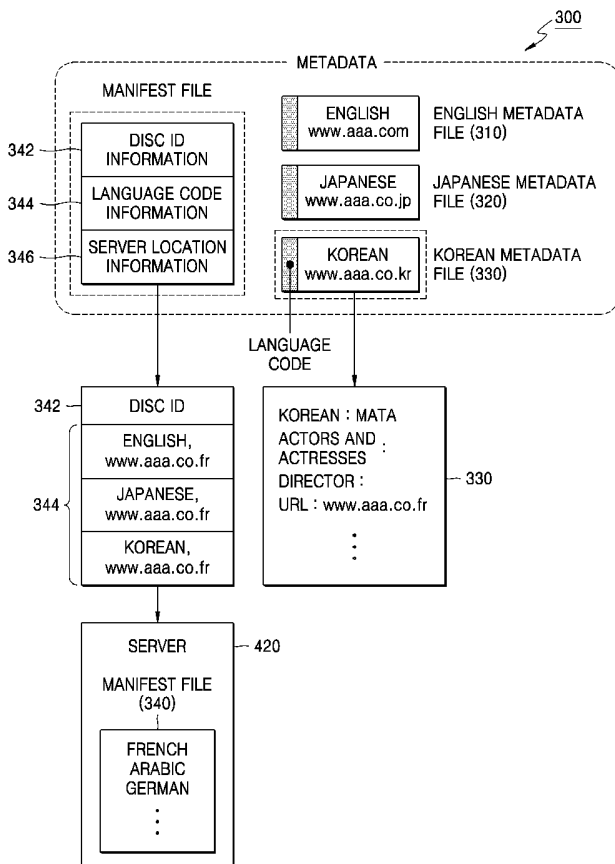 300
METADATA
MANIFEST FILE
342
DISC ID
INFORMATION
344
LANGUAGE CODE
INFORMATION
346
SERVER LOCATION
INFORMATION
ENGLISH
www.aaa.com
ENGLISH METADATA
FILE (310)
JAPANESE
www.aaa.co.jp
JAPANESE METADATA
FILE (320)
KOREAN
www.aaa.co.kr
KOREAN METADATA
FILE (330)
LANGUAGE
CODE
342
DISC ID
344
ENGLISH,
www.aaa.co.fr
JAPANESE,
www.aaa.co.fr
KOREAN,
www.aaa.co.fr
KOREAN : MATA
ACTORS AND :
ACTRESSES
DIRECTOR :
URL : www.aaa.co.fr
330
SERVER
420
MANIFEST FILE
(340)
FRENCH
ARABIC
GERMAN